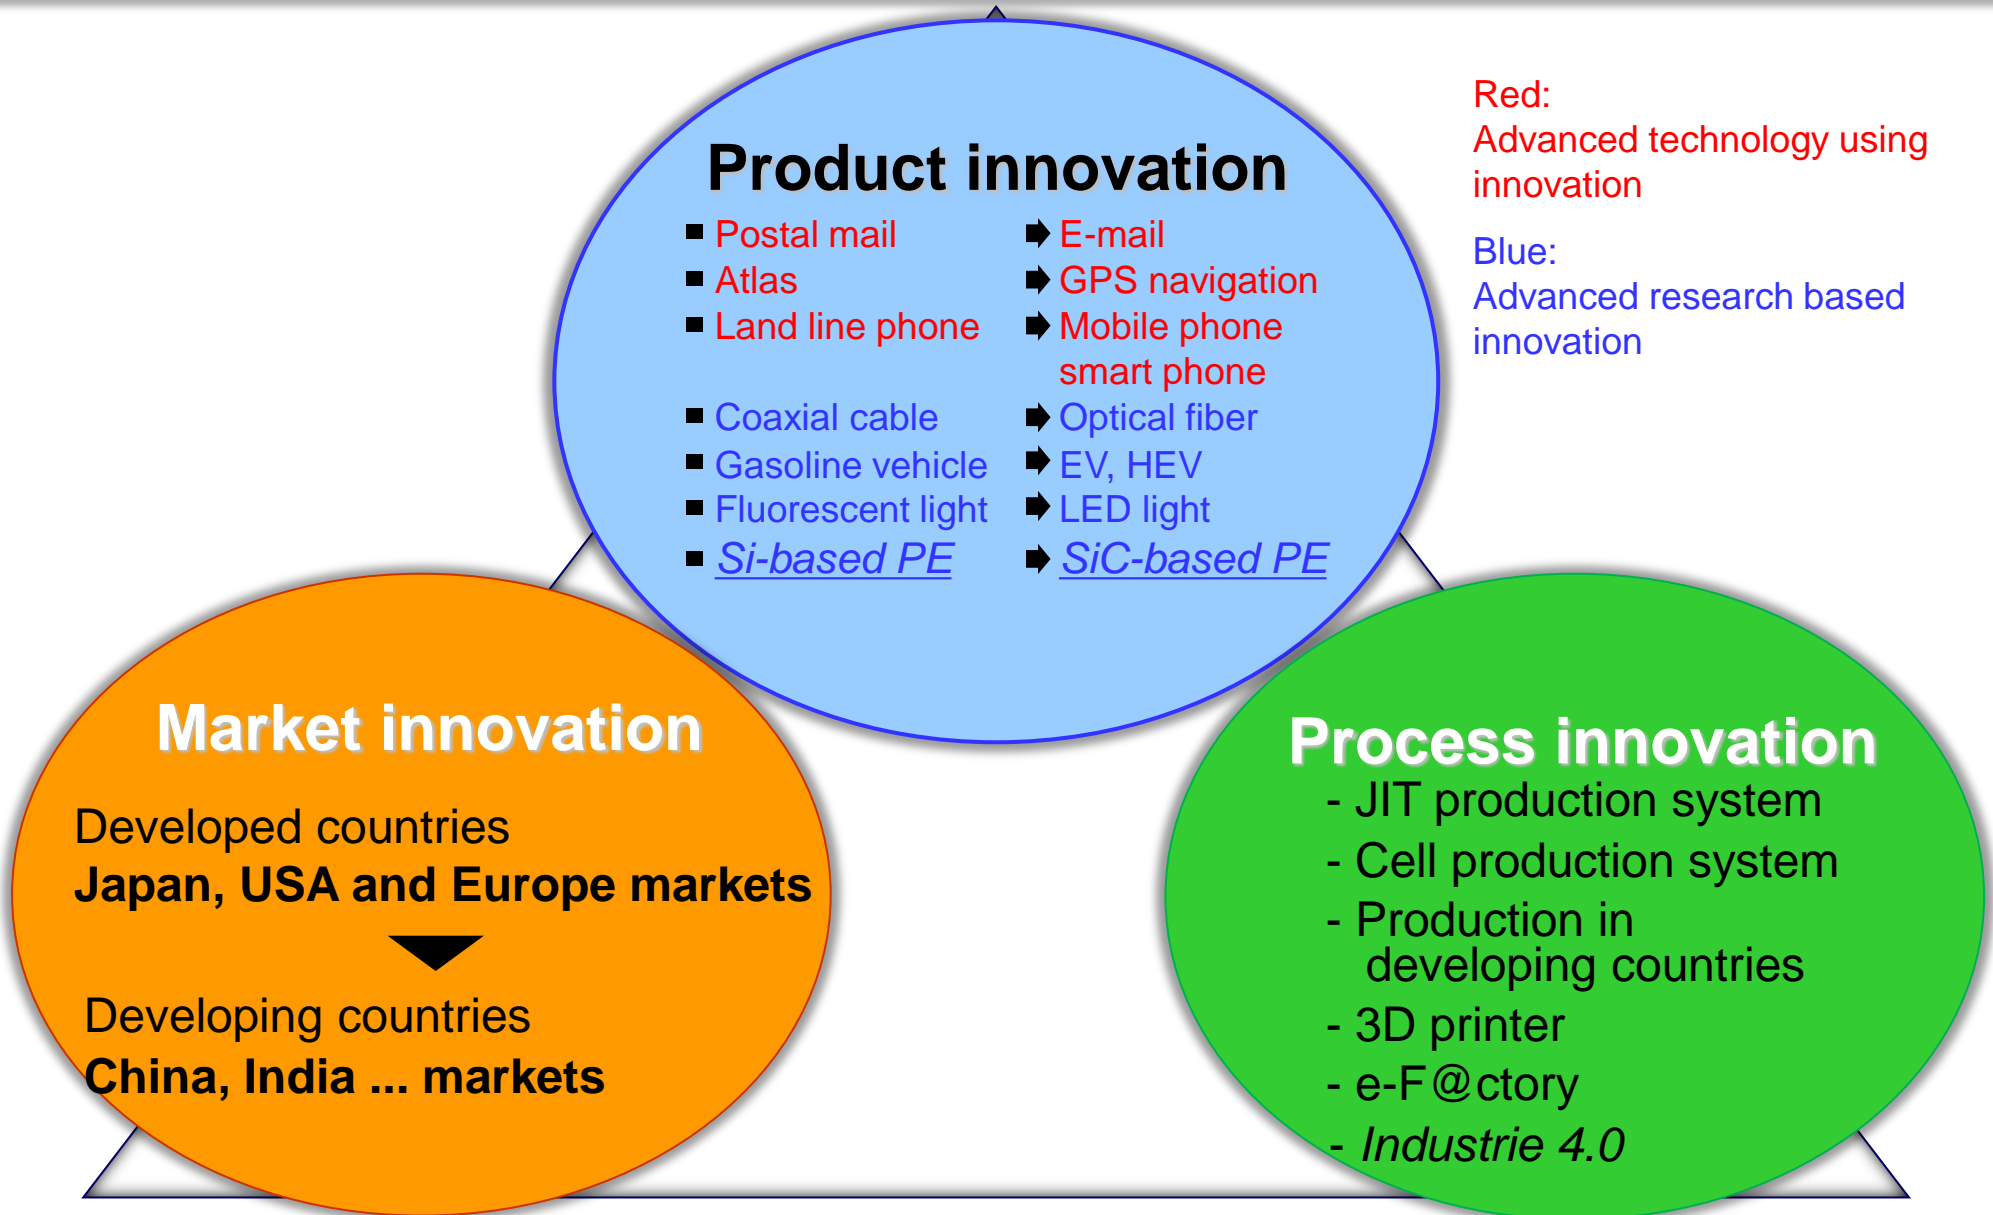 Product innovation
Postal mail E-mail
Atlas GPS navigation
Land line phone Mobile phone
smart phone
Coaxial cable Optical fiber
Gasoline vehicle EV, HEV
Fluorescent light LED light
Si-based PE SiC-based PE
Red:
Advanced technology using
innovation
Blue:
Advanced research based
innovation
Market innovation
Developed countries
Japan, USA and Europe markets
Developing countries
China, India ... markets
Process innovation
- JIT production system
- Cell production system
- Production in
developing countries
- 3D printer
- e-F@ctory
- Industrie 4.0